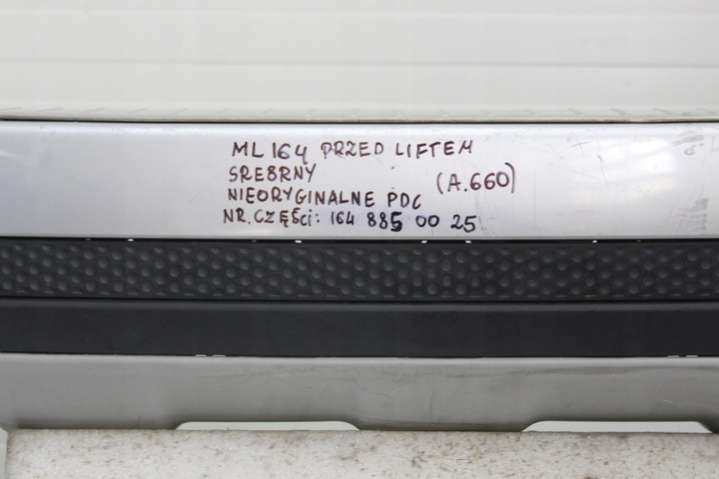 ML 164 PRZED LIFTEM
SREBRNY (A.660)
NIEORYGINALNE PDC
NR. CZĘŚCi: 164 885 00 25